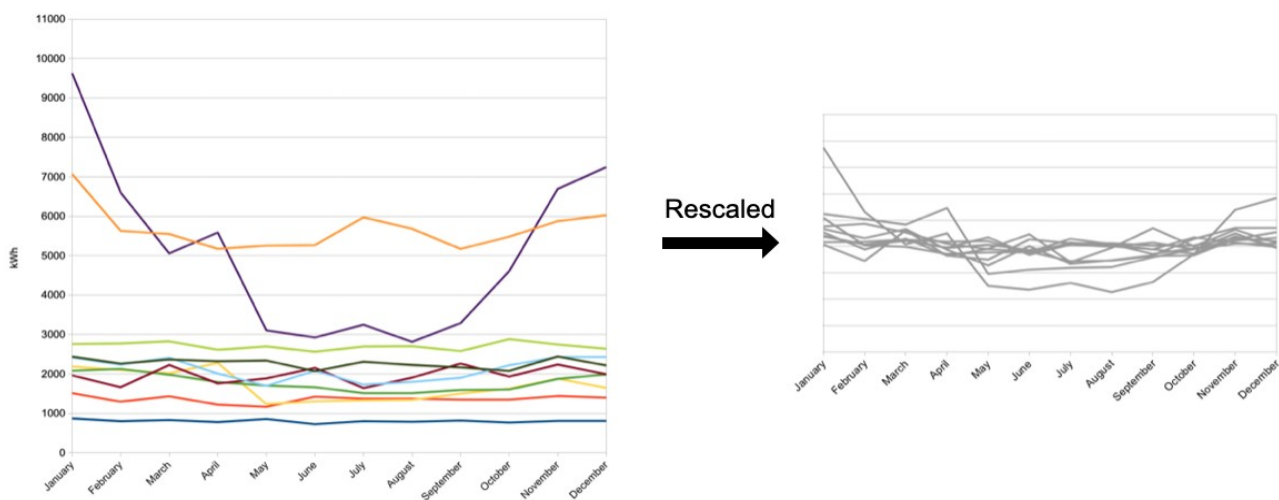 11000
10000
9000
8000
7000
6000
5000
4000
3000
2000
1000
0
kWh
January
February
March
April
May
June
July
August
September
October
November
December
Rescaled
January
February
March
April
May
June
July
August
September
October
November
December